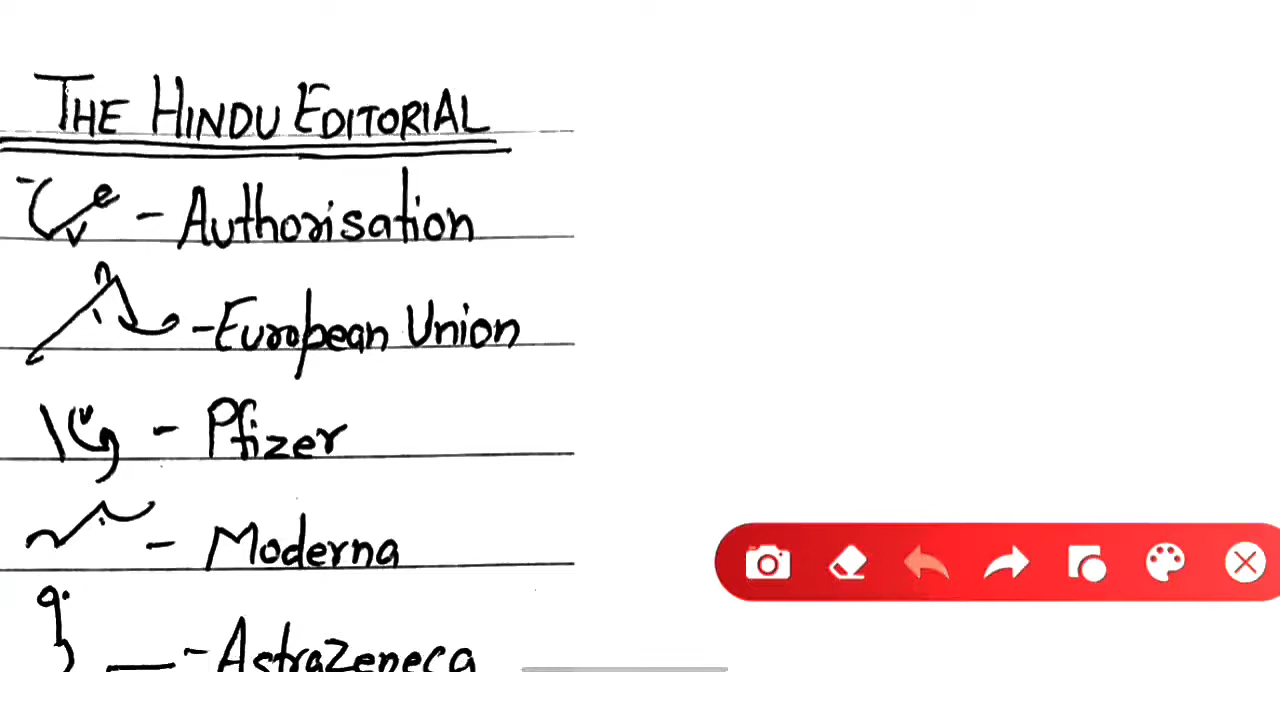 THE HINDU EDITORIAL
- Authorisation
- European Union
- Pfizer
- Moderna
- AstraZeneca